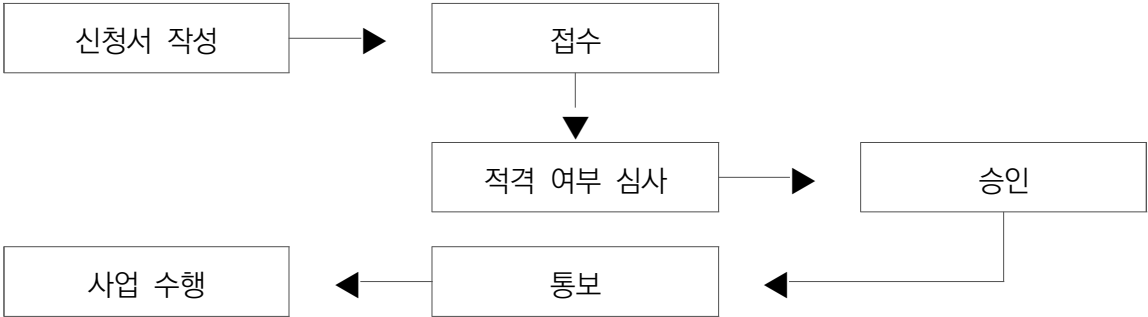 신청서 작성
접수
적격 여부 심사
승인
통보
사업 수행